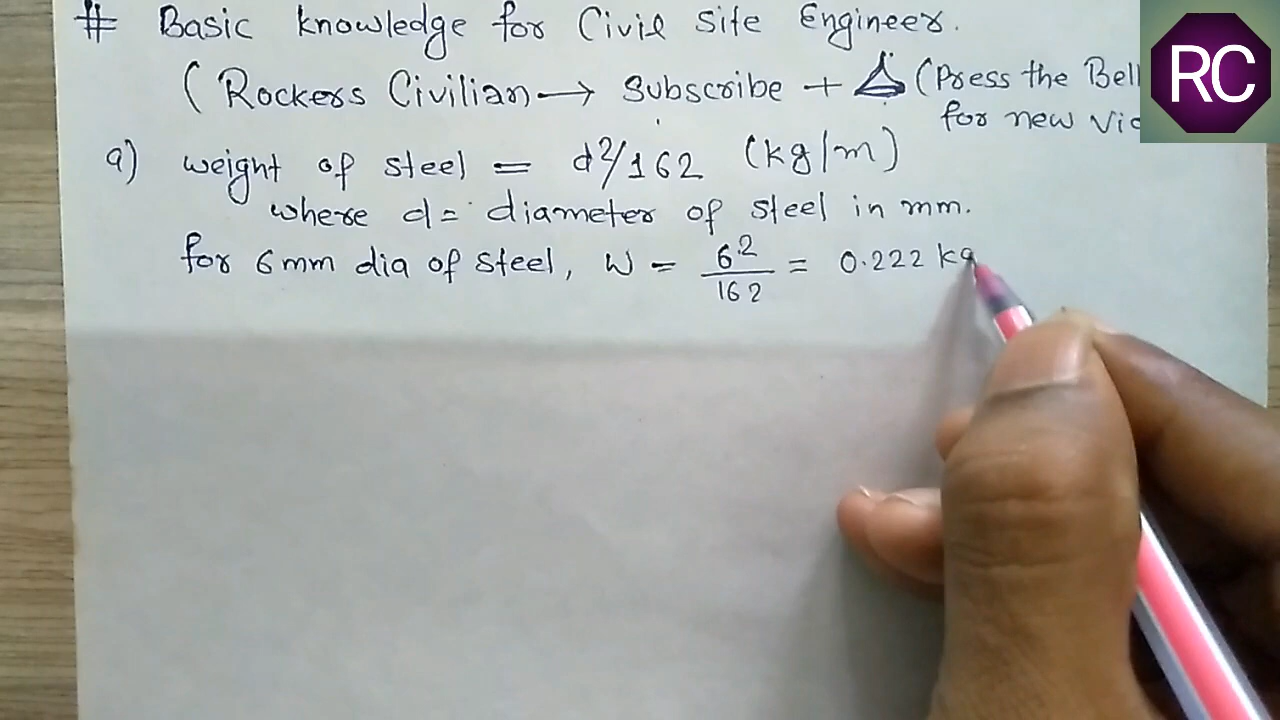 # Basic knowledge for Civil Site Engineer.
RC
( Rockers Civilian → Subscribe + (Press the Bell
for new Vid
a) weight of steel = d²/162 (kg/m)
where d = diameter of steel in mm.
for 6mm dia of steel, W = 6²/162 = 0.222 kg